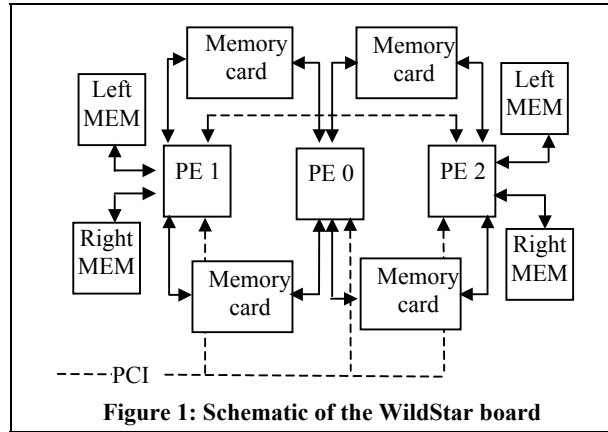 Memory
card
Memory
card
Left
MEM
Left
MEM
PE 1
PE 0
PE 2
Right
MEM
Right
MEM
Memory
card
Memory
card
PCI
Figure 1: Schematic of the WildStar board